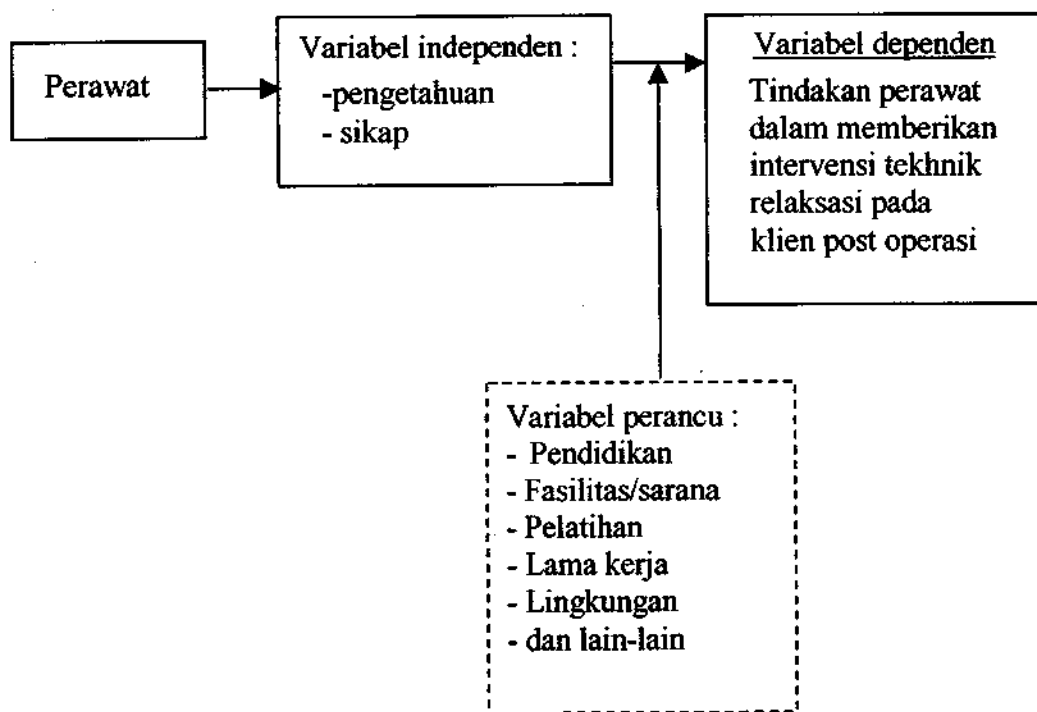 Perawat
Variabel independen :
-pengetahuan
- sikap
Variabel dependen
Tindakan perawat
dalam memberikan
intervensi tekhnik
relaksasi pada
klien post operasi
Variabel perancu :
- Pendidikan
- Fasilitas/sarana
- Pelatihan
- Lama kerja
- Lingkungan
- dan lain-lain